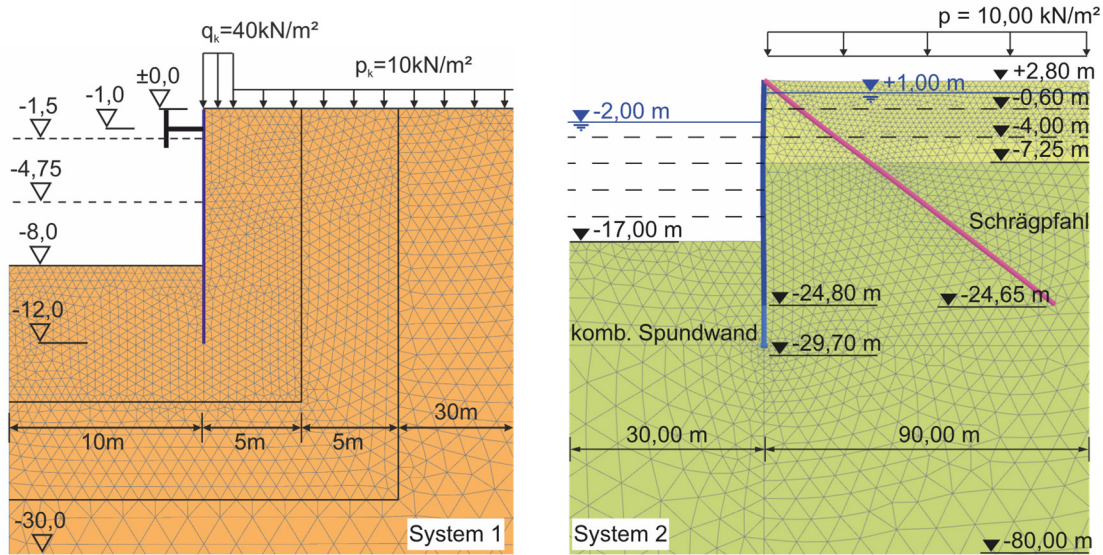 qk=40kN/m²
pk=10kN/m²
±0,0
-1,0
-1,5
-4,75
-8,0
-12,0
10m
5m
5m
30m
-30,0
System 1
p = 10,00 kN/m²
+2,80 m
+1,00 m
-0,60 m
-2,00 m
-4,00 m
-7,25 m
Schrägpfahl
-17,00 m
-24,80 m
-24,65 m
komb. Spundwand
-29,70 m
30,00 m
90,00 m
System 2
-80,00 m